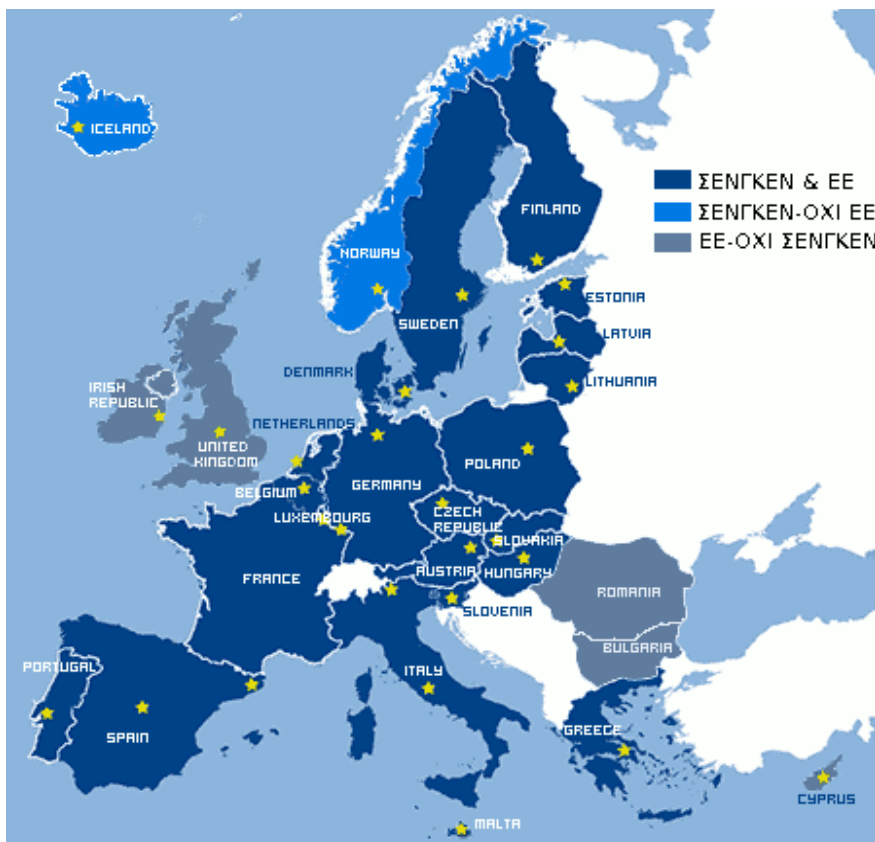 ICELAND
ΣΕΝΓΚΕΝ & ΕΕ
FINLAND
ΣΕΝΓΚΕΝ-ΟΧΙ ΕΕ
ΕΕ-ΟΧΙ ΣΕΝΓΚΕΝ
NORWAY
ESTONIA
SWEDEN
LATVIA
DENMARK
LITHUANIA
IRISH
REPUBLIC
NETHERLANDS
UNITED
KINGDOM
POLAND
GERMANY
BELGIUM
LUXEMBOURG
CZECH
REPUBLIC
SLOVAKIA
AUSTRIA
HUNGARY
FRANCE
ROMANIA
SLOVENIA
BULGARIA
PORTUGAL
ITALY
GREECE
SPAIN
CYPRUS
MALTA